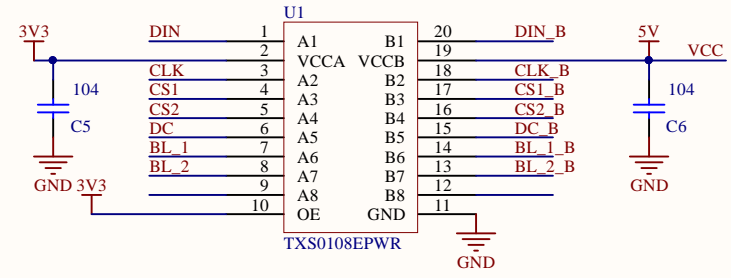 U1
3V3 DIN 1 A1 B1 20 DIN_B 5V
2 VCCA VCCB 19 VCC
CLK 3 A2 B2 18 CLK_B
104 CS1 4 A3 B3 17 CS1_B 104
CS2 5 A4 B4 16 CS2_B
C5 DC 6 A5 B5 15 DC_B C6
BL_1 7 A6 B6 14 BL_1_B
BL_2 8 A7 B7 13 BL_2_B
GND 3V3 9 A8 B8 12 GND
10 OE GND 11
TXS0108EPWR
GND